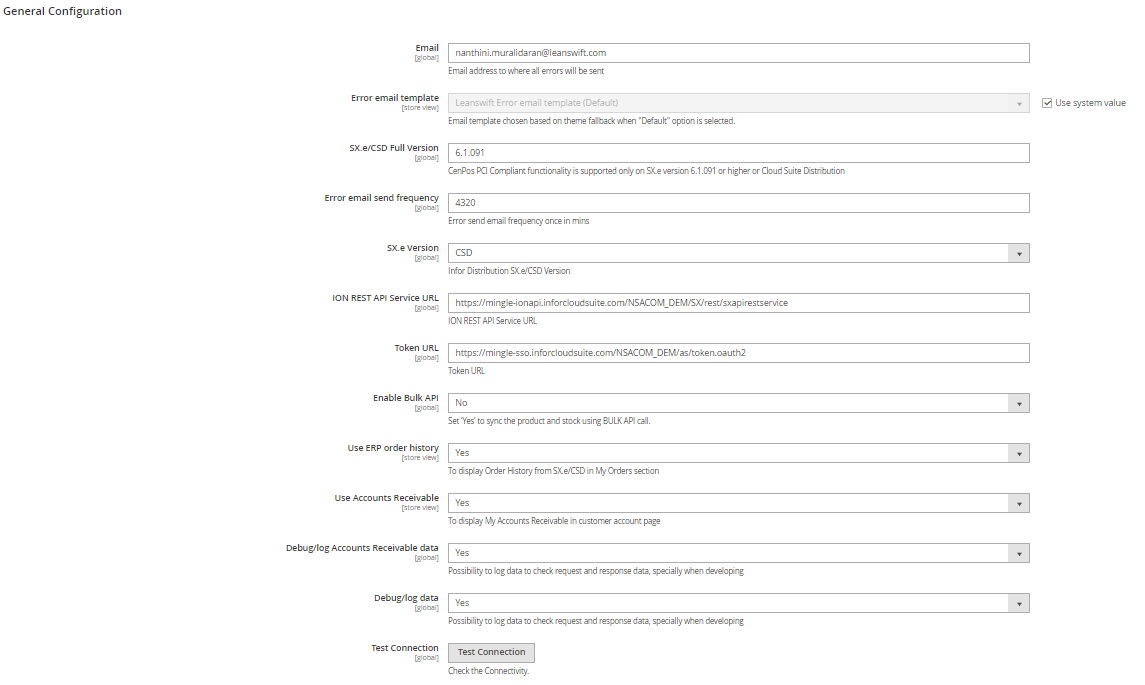 General Configuration
Email
[global]
nanthini.muralidaran@leanswift.com
Email address to where all errors will be sent
Error email template
[store view]
Leanswift Error email template (Default)
Use system value
Email template chosen based on theme fallback when "Default" option is selected.
SX.e/CSD Full Version
[global]
6.1.091
CenPos PCI Compliant functionality is supported only on SX.e version 6.1.091 or higher or Cloud Suite Distribution
Error email send frequency
[global]
4320
Error send email frequency once in mins
SX.e Version
[global]
CSD
Infor Distribution SX.e/CSD Version
ION REST API Service URL
[global]
https://mingle-ionapi.inforcloudsuite.com/NSACOM_DEM/SX/rest/sxapirestservice
ION REST API Service URL
Token URL
[global]
https://mingle-sso.inforcloudsuite.com/NSACOM_DEM/as/token.oauth2
Token URL
Enable Bulk API
[global]
No
Set 'Yes' to sync the product and stock using BULK API call.
Use ERP order history
[store view]
Yes
To display Order History from SX.e/CSD in My Orders section
Use Accounts Receivable
[store view]
Yes
To display My Accounts Receivable in customer account page
Debug/log Accounts Receivable data
[global]
Yes
Possibility to log data to check request and response data, specially when developing
Debug/log data
[global]
Yes
Possibility to log data to check request and response data, specially when developing
Test Connection
[global]
Test Connection
Check the Connectivity.